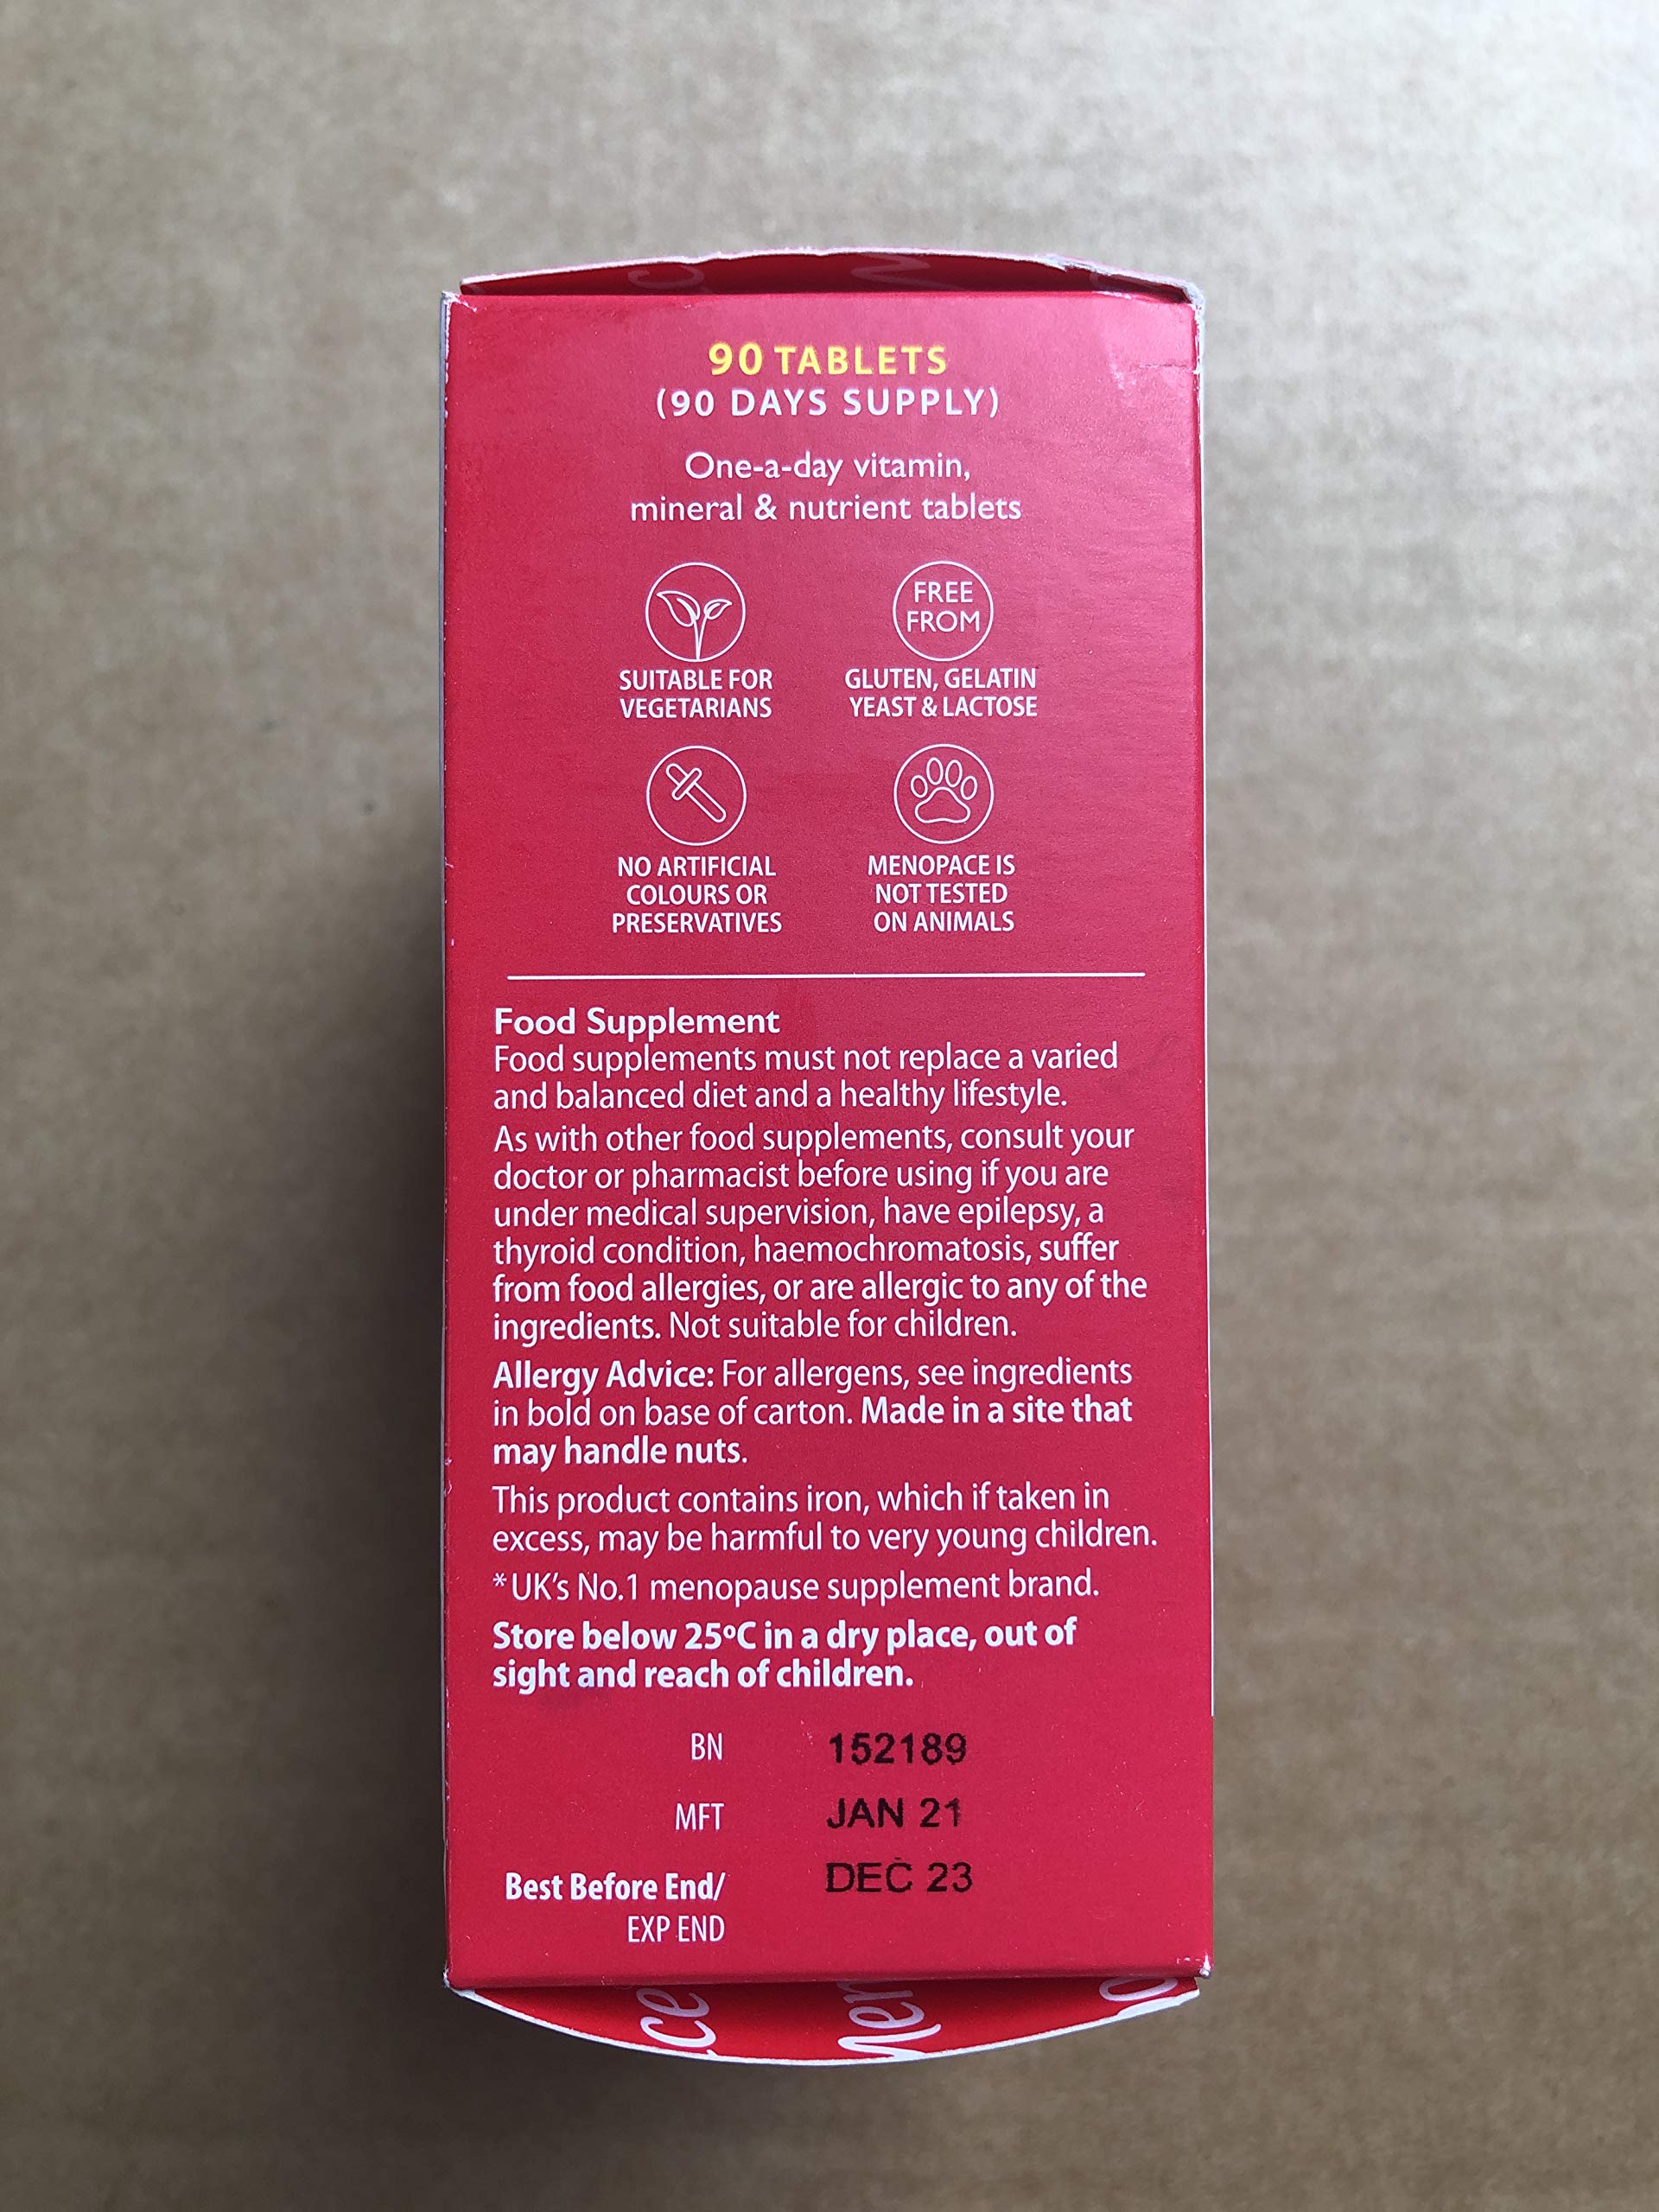 90 TABLETS
(90 DAYS SUPPLY)
One-a-day vitamin,
mineral & nutrient tablets
SUITABLE FOR
VEGETARIANS
FREE
FROM
GLUTEN, GELATIN
YEAST & LACTOSE
NO ARTIFICIAL
COLOURS OR
PRESERVATIVES
MENOPACE IS
NOT TESTED
ON ANIMALS
Food Supplement
Food supplements must not replace a varied
and balanced diet and a healthy lifestyle.
As with other food supplements, consult your
doctor or pharmacist before using if you are
under medical supervision, have epilepsy, a
thyroid condition, haemochromatosis, suffer
from food allergies, or are allergic to any of the
ingredients. Not suitable for children.
Allergy Advice: For allergens, see ingredients
in bold on base of carton. Made in a site that
may handle nuts.
This product contains iron, which if taken in
excess, may be harmful to very young children.
*UK's No.1 menopause supplement brand.
Store below 25ºC in a dry place, out of
sight and reach of children.
BN 152189
MFT JAN 21
Best Before End/ DEC 23
EXP END